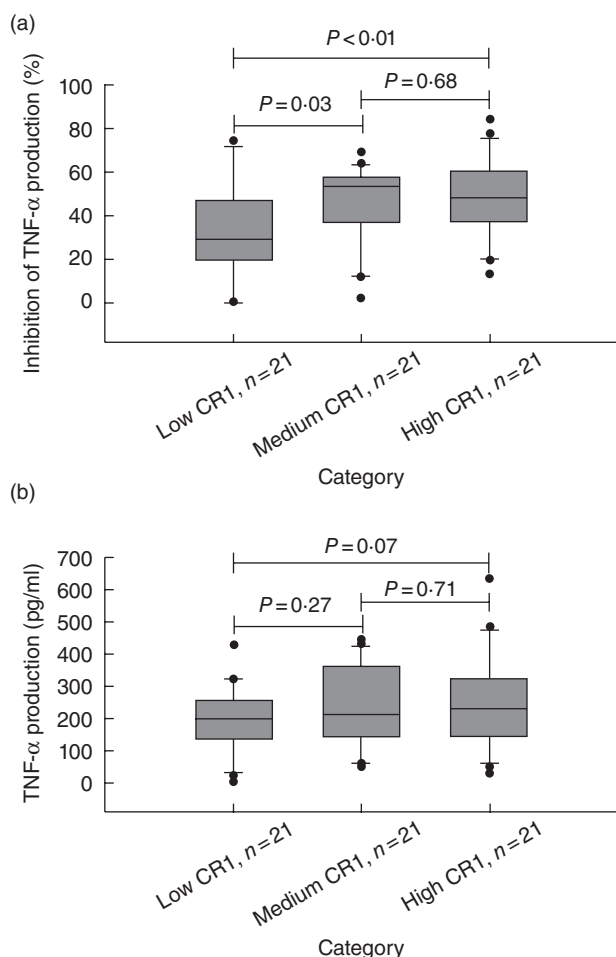 (a)
P < 0·01
P = 0·03
P = 0·68
100
80
60
40
20
0
Inhibition of TNF-α production (%)
Low CR1, n = 21
Medium CR1, n = 21
High CR1, n = 21
Category
(b)
P = 0·07
P = 0·27
P = 0·71
700
600
500
400
300
200
100
0
TNF-α production (pg/ml)
Low CR1, n = 21
Medium CR1, n = 21
High CR1, n = 21
Category